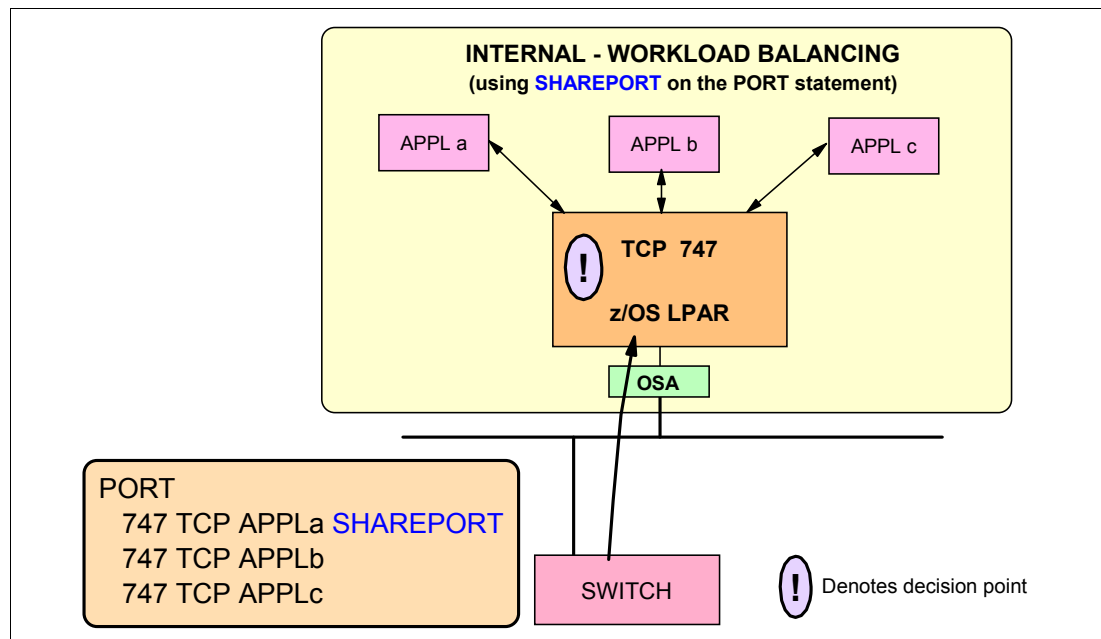 INTERNAL - WORKLOAD BALANCING
(using SHAREPORT on the PORT statement)
APPL a
APPL b
APPL c
!
TCP 747
z/OS LPAR
OSA
PORT
747 TCP APPLa SHAREPORT
747 TCP APPLb
747 TCP APPLc
SWITCH
! Denotes decision point